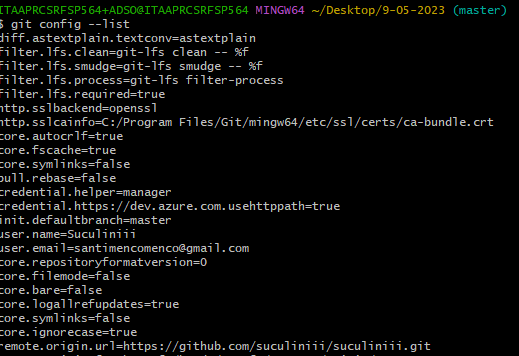 ITAAPRCSRFSP564+ADSO@ITAAPRCSRFSP564 MINGW64 ~/Desktop/9-05-2023 (master)
$ git config --list
diff.astextplain.textconv=astextplain
filter.lfs.clean=git-lfs clean -- %f
filter.lfs.smudge=git-lfs smudge -- %f
filter.lfs.process=git-lfs filter-process
filter.lfs.required=true
http.sslbackend=openssl
http.sslcainfo=C:/Program Files/Git/mingw64/etc/ssl/certs/ca-bundle.crt
core.autocrlf=true
core.fscache=true
core.symlinks=false
pull.rebase=false
credential.helper=manager
credential.https://dev.azure.com.usehttppath=true
init.defaultbranch=master
user.name=Suculiniii
user.email=santimencomenco@gmail.com
core.repositoryformatversion=0
core.filemode=false
core.bare=false
core.logallrefupdates=true
core.symlinks=false
core.ignorecase=true
remote.origin.url=https://github.com/suculiniii/suculiniii.git